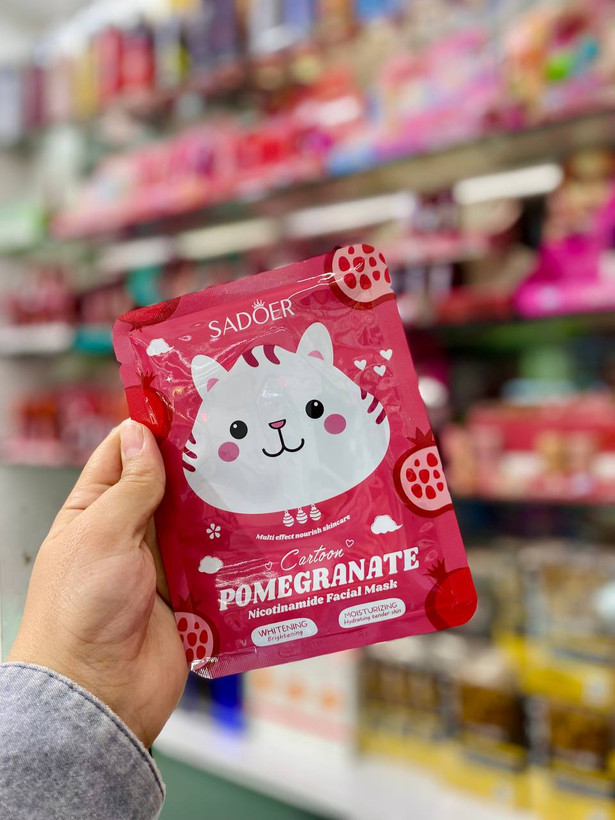 SADOER
Multi effect nourish skincare
Cartoon
POMEGRANATE
Nicotinamide Facial Mask
WHITENING
Brightening
MOISTURIZING
Hydrating tender skin